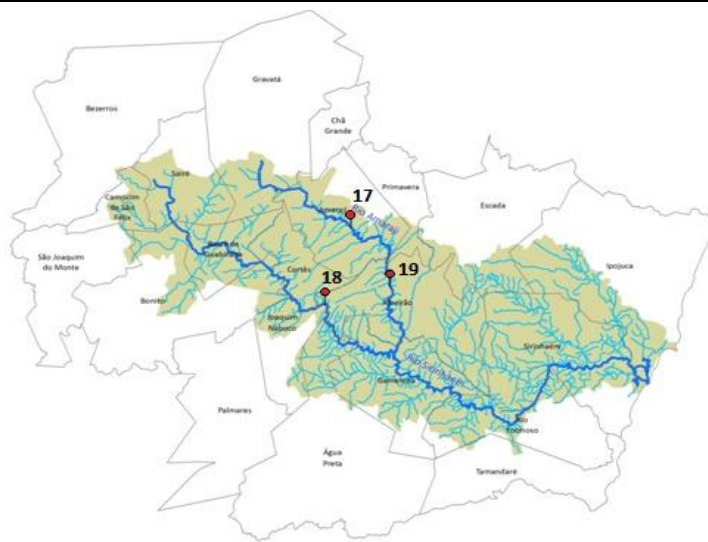 Gravatá
Bezerros
Chã
Grande
Sairé
17
Primavera
Camocim
de São
Felix
Amaraji
Rio Amaraji
Escada
Barra de
Guabiraba
São Joaquim
do Monte
Cortês
18
19
Ipojuca
Bonito
Ribeirão
Joaquim
Nabuco
Sirinhaém
Rio Sirinhaém
Gameleira
Palmares
Rio
Formoso
Água
Preta
Tamandaré